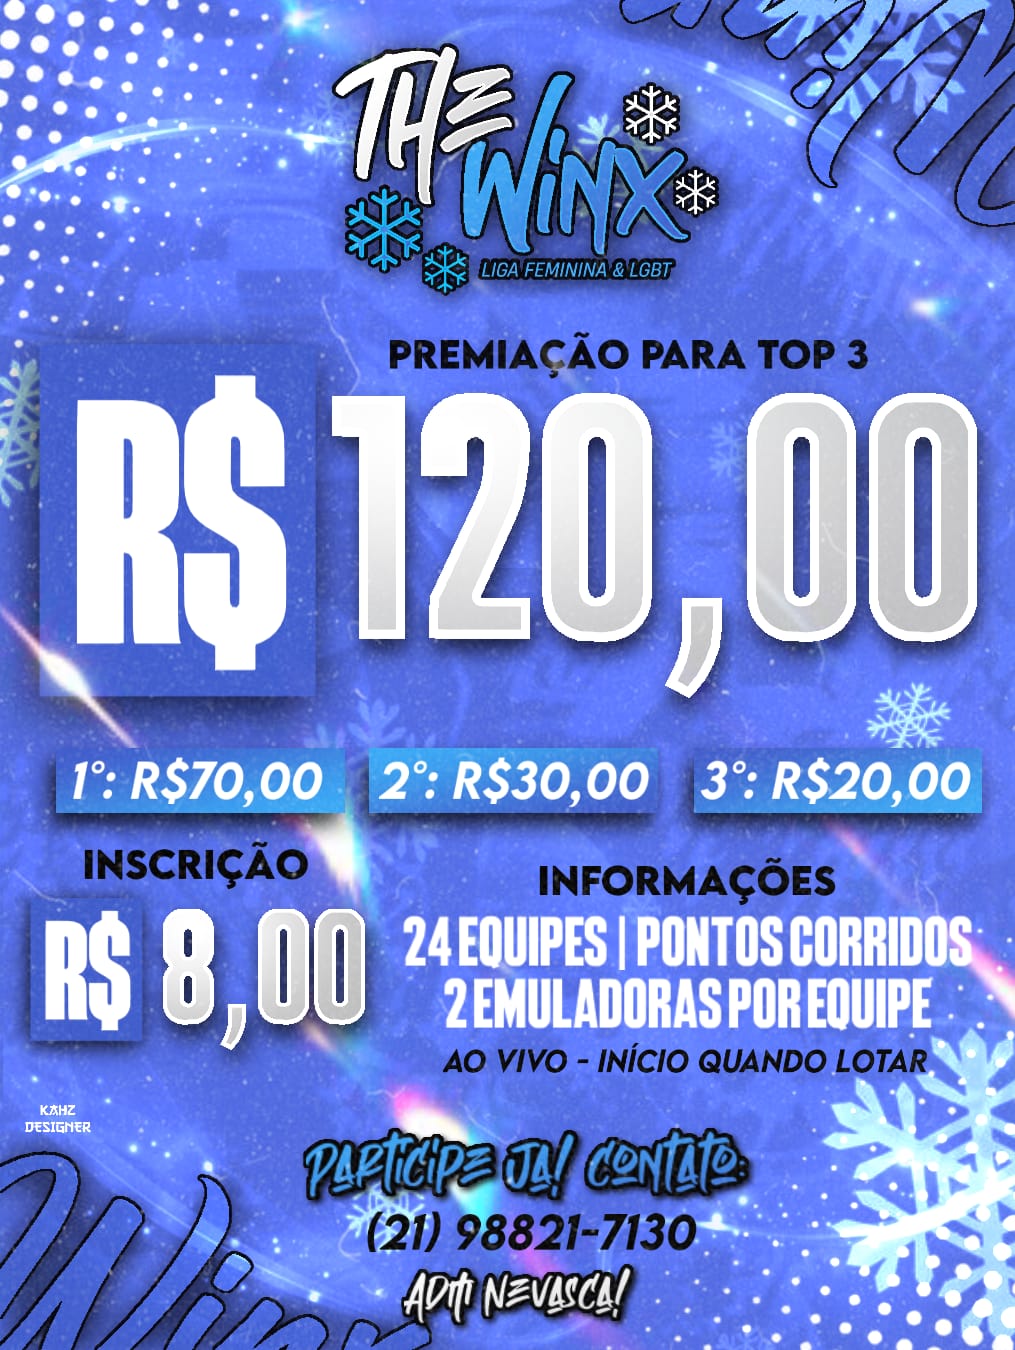 THE
WINX
LIGA FEMININA & LGBT
PREMIAÇÃO PARA TOP 3
R$ 120,00
1°: R$70,00
2°: R$30,00
3°: R$20,00
INSCRIÇÃO
R$ 8,00
INFORMAÇÕES
24 EQUIPES | PONTOS CORRIDOS
2 EMULADORAS POR EQUIPE
AO VIVO - INÍCIO QUANDO LOTAR
KAHZ
DESIGNER
PARTICIPE JA! CONTATO:
(21) 98821-7130
ADM NEVASCA!
Winx